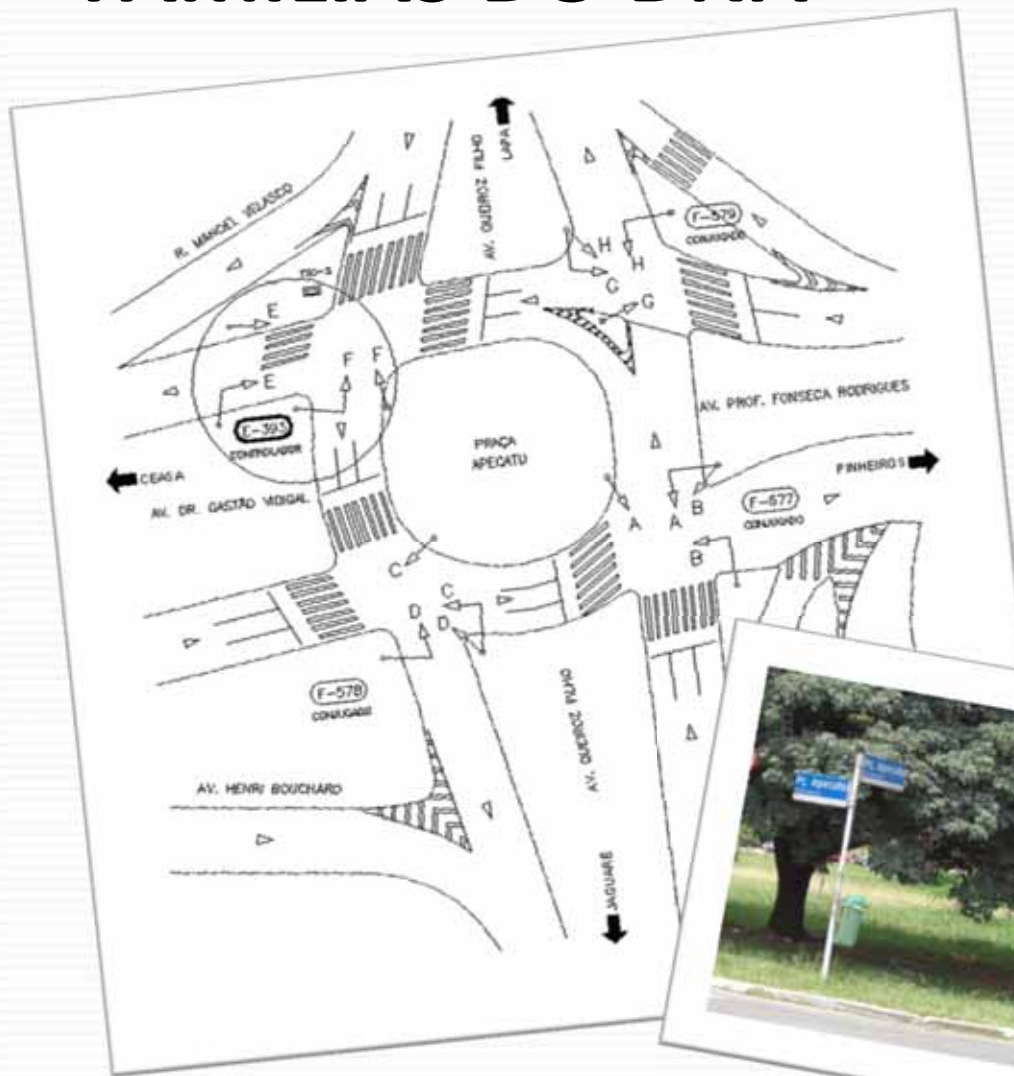 R. MANOEL VELASCO
AV. QUEIROZ FILHO
LAPA
F-579
CONJUGADO
H
H
G
G
E
E
F
F
CONTROLADOR
PRAÇA
APECATU
AV. PROF. FONSECA RODRIGUES
PINHEIROS
CEASA
AV. DR. GASTÃO VIDIGAL
F-577
CONJUGADO
A
A
B
B
C
C
D
D
F-578
CONJUGADO
AV. QUEIROZ FILHO
AV. HENRI BOUCHARD
JAGUARÉ